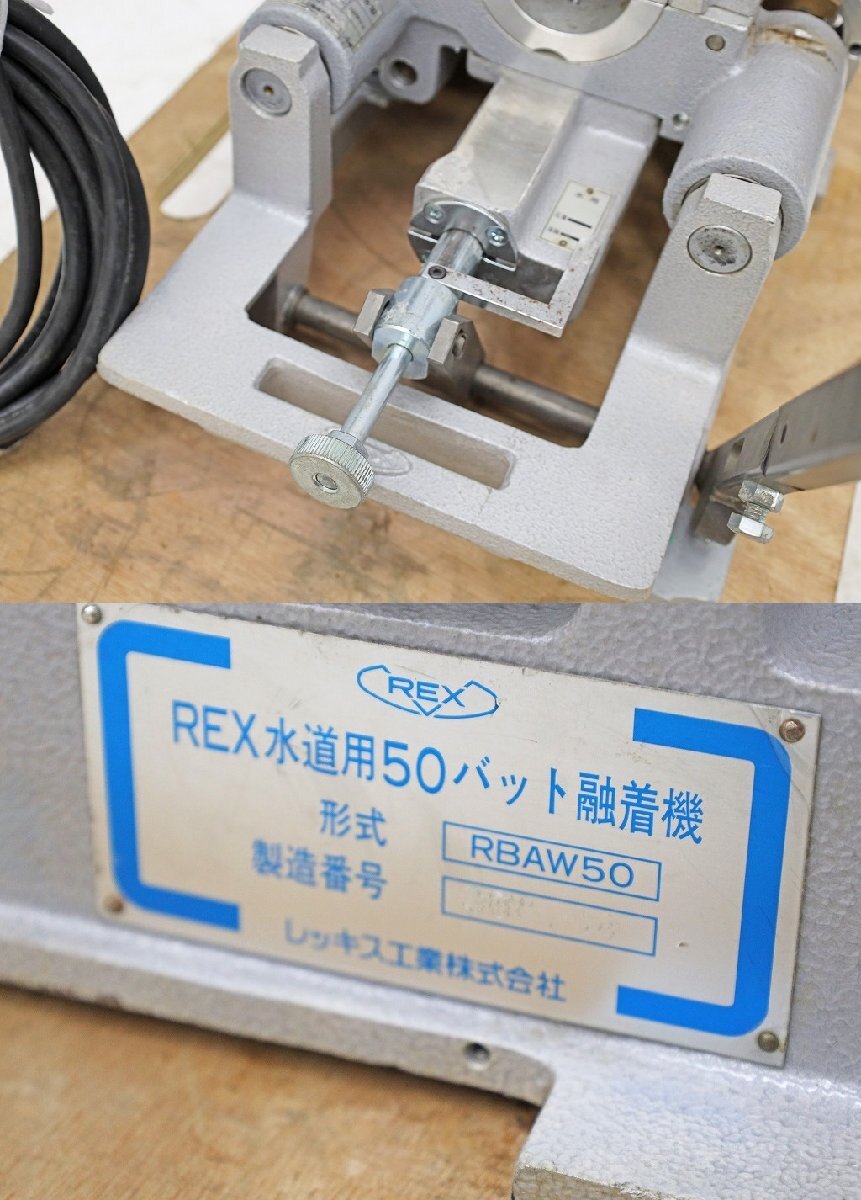 REX
REX水道用50バット融着機
形式
RBAW50
製造番号
レッキス工業株式会社